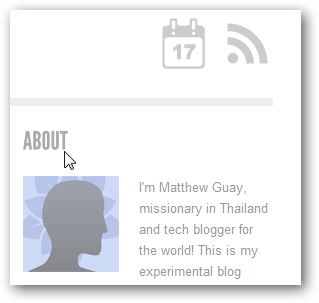 17
ABOUT
I'm Matthew Guay,
missionary in Thailand
and tech blogger for
the world! This is my
experimental blog